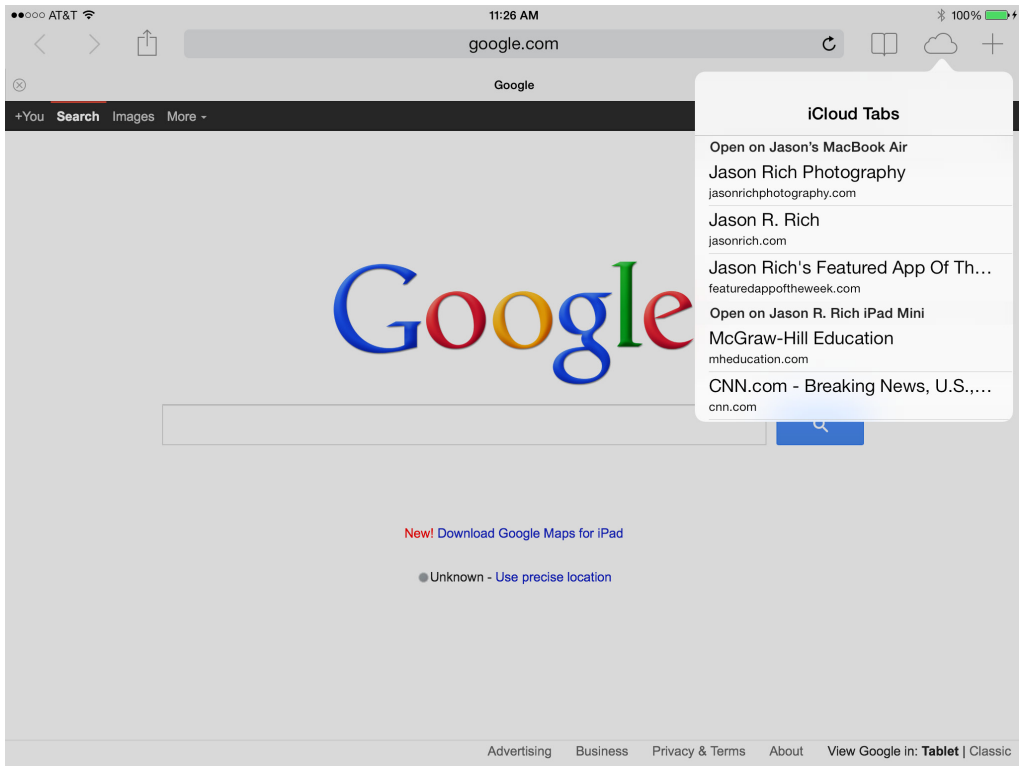 AT&T 11:26 AM 100%
google.com
Google
+You Search Images More
iCloud Tabs
Open on Jason's MacBook Air
Jason Rich Photography
jasonrichphotography.com
Jason R. Rich
jasonrich.com
Jason Rich's Featured App Of Th…
featuredappoftheweek.com
Open on Jason R. Rich iPad Mini
McGraw-Hill Education
mheducation.com
CNN.com - Breaking News, U.S.,…
cnn.com
Google
New! Download Google Maps for iPad
Unknown - Use precise location
Advertising Business Privacy & Terms About View Google in: Tablet | Classic